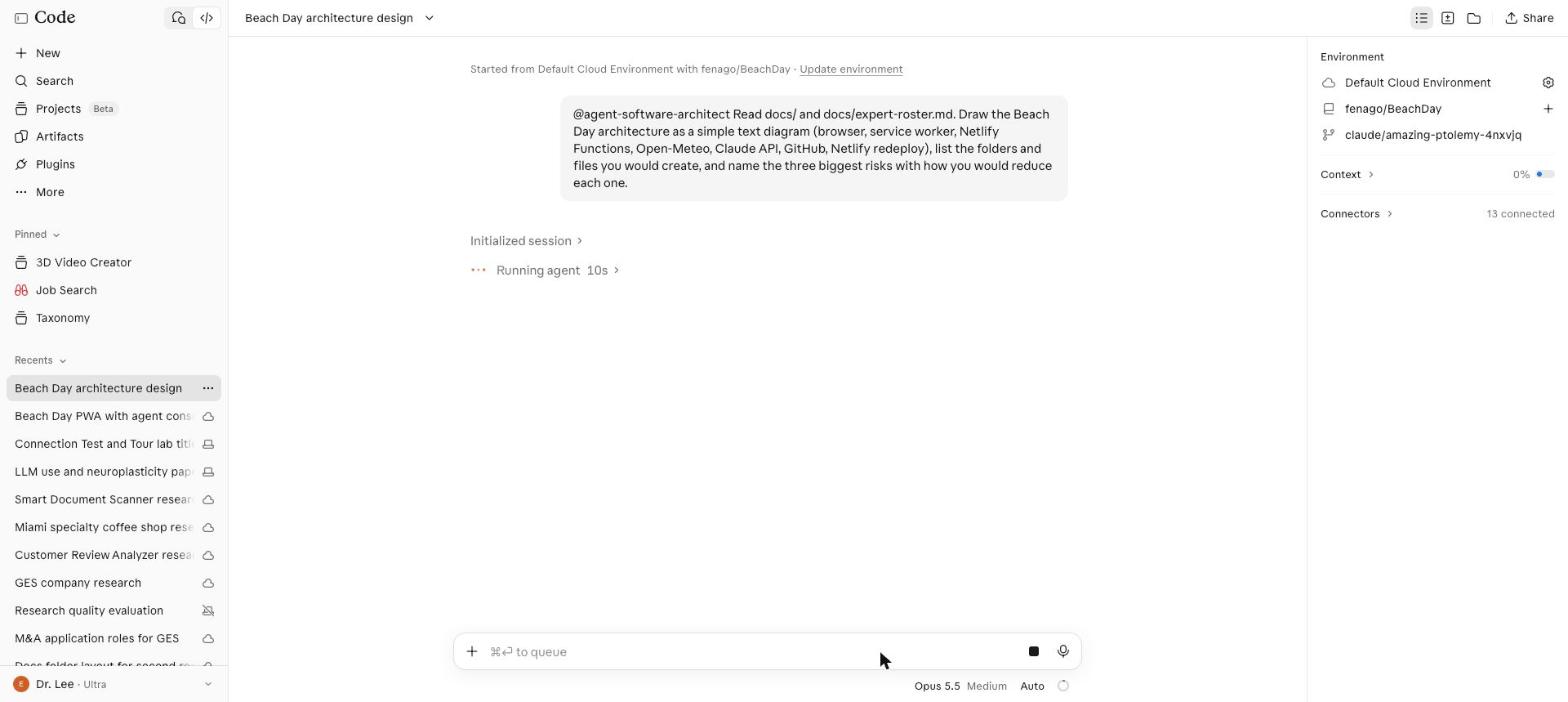 Code
New
Search
Projects Beta
Artifacts
Plugins
More
Pinned
3D Video Creator
Job Search
Taxonomy
Recents
Beach Day architecture design
Beach Day PWA with agent cons
Connection Test and Tour lab titl
LLM use and neuroplasticity pap
Smart Document Scanner resear
Miami specialty coffee shop rese
Customer Review Analyzer resea
GES company research
Research quality evaluation
M&A application roles for GES
Docs folder layout for second re
E Dr. Lee · Ultra
Beach Day architecture design
Share
Started from Default Cloud Environment with fenago/BeachDay · Update environment
@agent-software-architect Read docs/ and docs/expert-roster.md. Draw the Beach
Day architecture as a simple text diagram (browser, service worker, Netlify
Functions, Open-Meteo, Claude API, GitHub, Netlify redeploy), list the folders and
files you would create, and name the three biggest risks with how you would reduce
each one.
Initialized session
Running agent 10s
⌘⏎ to queue
Opus 5.5 Medium Auto
Environment
Default Cloud Environment
fenago/BeachDay
claude/amazing-ptolemy-4nxvjq
Context 0%
Connectors 13 connected